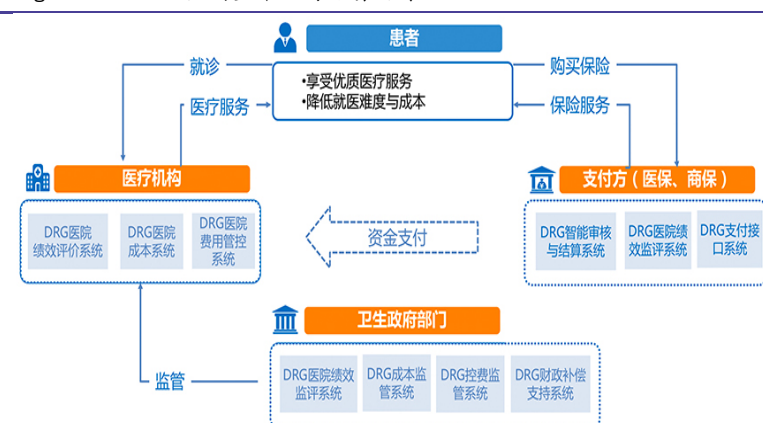 患者
就诊
•享受优质医疗服务
•降低就医难度与成本
购买保险
医疗服务
保险服务
医疗机构
支付方（医保、商保）
DRG医院
绩效评价系统
DRG医院
成本系统
DRG医院
费用管控
系统
资金支付
DRG智能审核
与结算系统
DRG医院绩
效监评系统
DRG支付接
口系统
卫生政府部门
监管
DRG医院绩效
监评系统
DRG成本监
管系统
DRG控费监
管系统
DRG财政补偿
支持系统